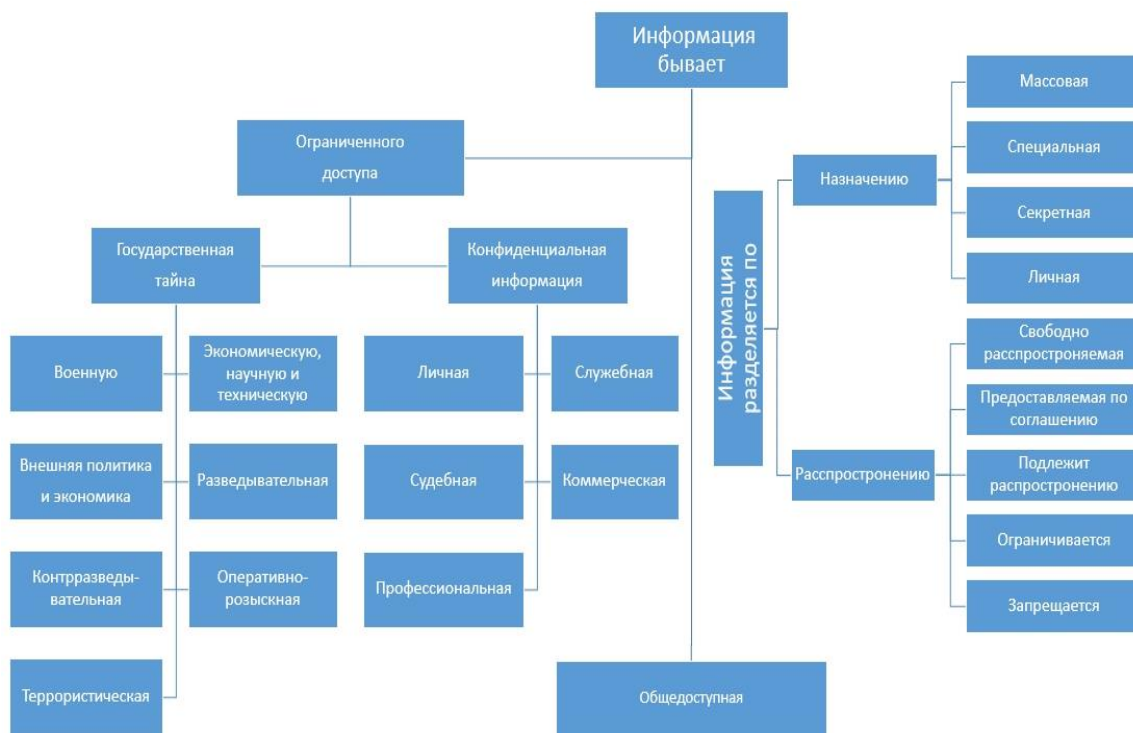 Информация
бывает
Ограниченного
доступа
Государственная
тайна
Конфиденциальная
информация
Военную
Экономическую,
научную и
техническую
Личная
Служебная
Внешняя политика
и экономика
Разведывательная
Судебная
Коммерческая
Контрразведы-
вательная
Оперативно-
розыскная
Профессиональная
Террористическая
Общедоступная
Информация
разделяется по
Назначению
Массовая
Специальная
Секретная
Личная
Расспростронению
Свободно
расспростроняемая
Предоставляемая по
соглашению
Подлежит
распростронению
Ограничивается
Запрещается